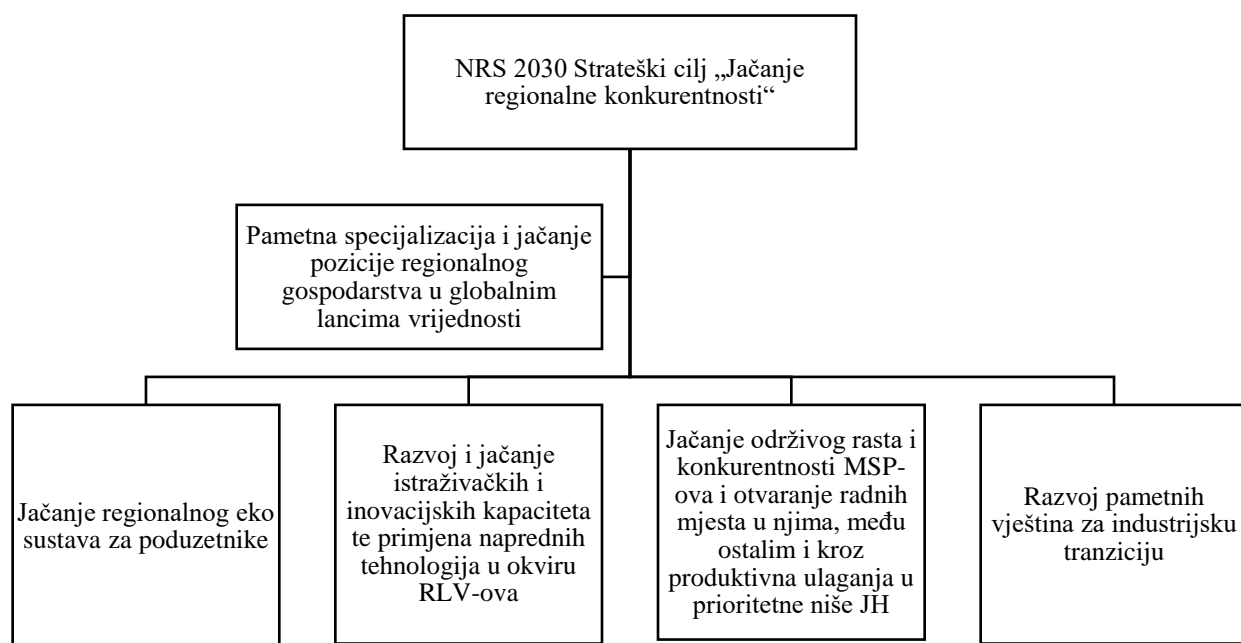 NRS 2030 Strateški cilj „Jačanje
regionalne konkurentnosti“
Pametna specijalizacija i jačanje
pozicije regionalnog
gospodarstva u globalnim
lancima vrijednosti
Jačanje regionalnog eko
sustava za poduzetnike
Razvoj i jačanje
istraživačkih i
inovacijskih kapaciteta
te primjena naprednih
tehnologija u okviru
RLV-ova
Jačanje održivog rasta i
konkurentnosti MSP-
ova i otvaranje radnih
mjesta u njima, među
ostalim i kroz
produktivna ulaganja u
prioritetne niše JH
Razvoj pametnih
vještina za industrijsku
tranziciju